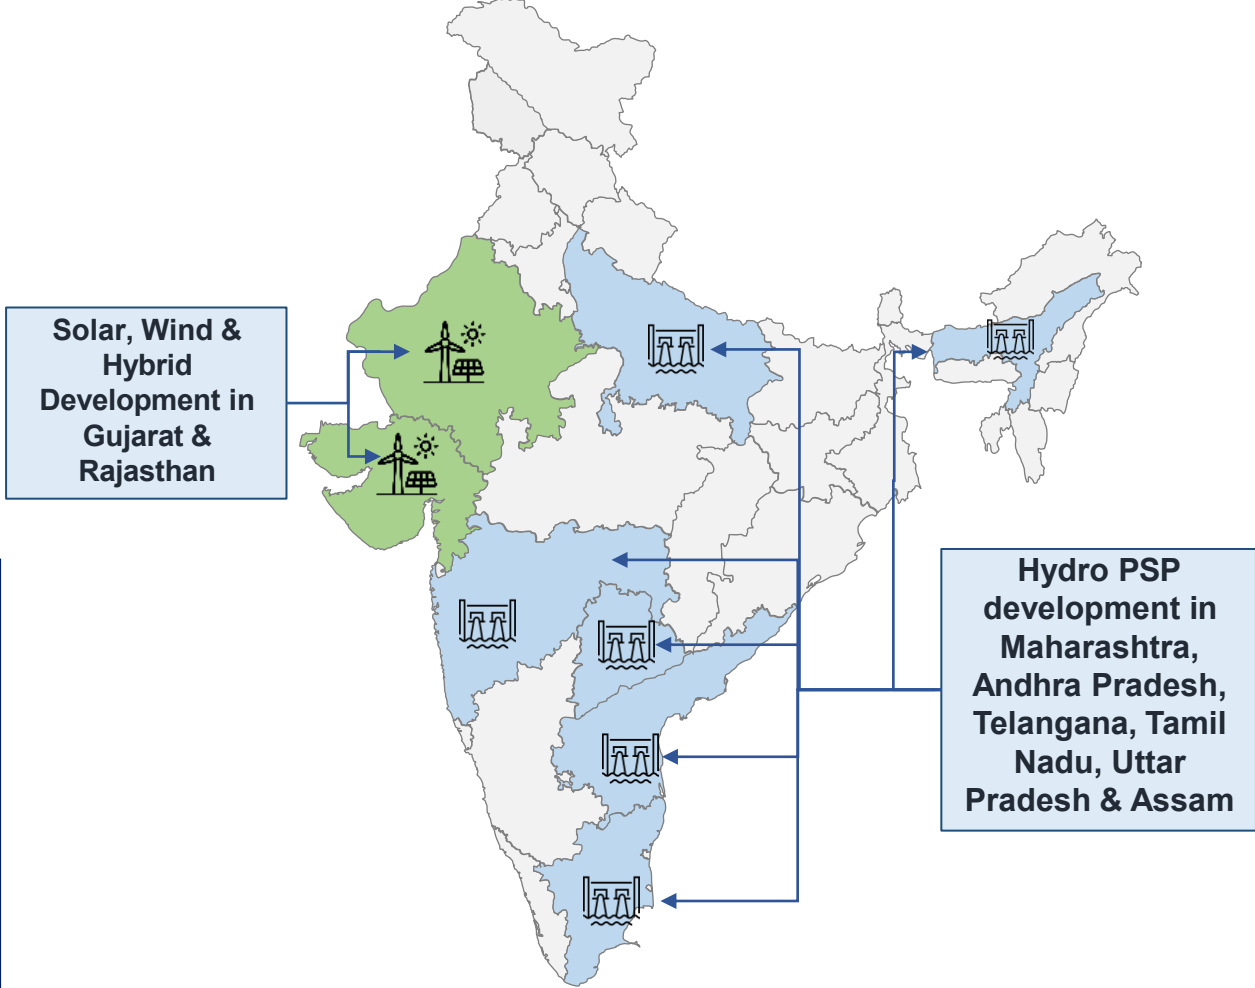 Solar, Wind &
Hybrid
Development in
Gujarat &
Rajasthan
Hydro PSP
development in
Maharashtra,
Andhra Pradesh,
Telangana, Tamil
Nadu, Uttar
Pradesh & Assam